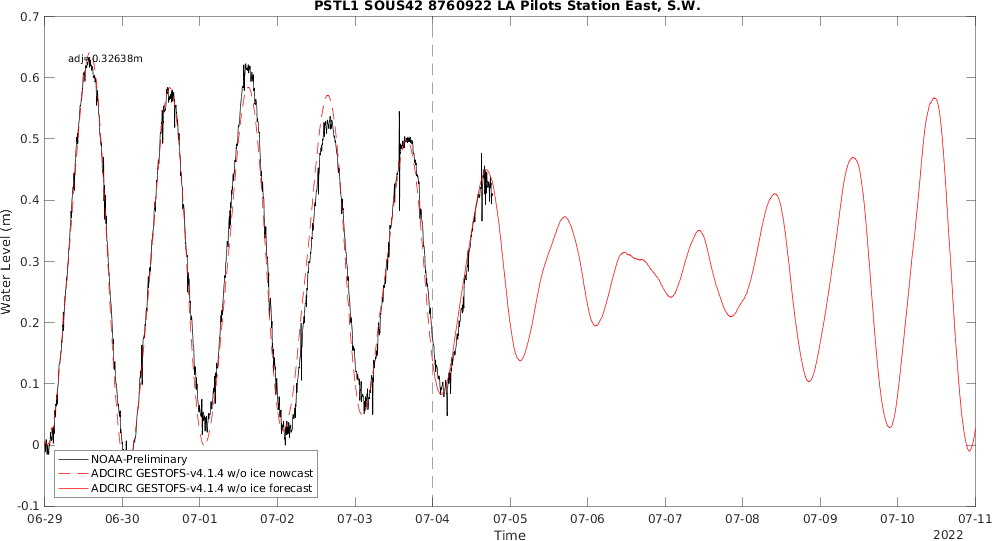 PSTL1 SOUS42 8760922 LA Pilots Station East, S.W.
adj=0.32638m
Water Level (m)
0.7
0.6
0.5
0.4
0.3
0.2
0.1
0
-0.1
NOAA-Preliminary
ADCIRC GESTOFS-v4.1.4 w/o ice nowcast
ADCIRC GESTOFS-v4.1.4 w/o ice forecast
06-29 06-30 07-01 07-02 07-03 07-04 07-05 07-06 07-07 07-08 07-09 07-10 07-11
Time
2022